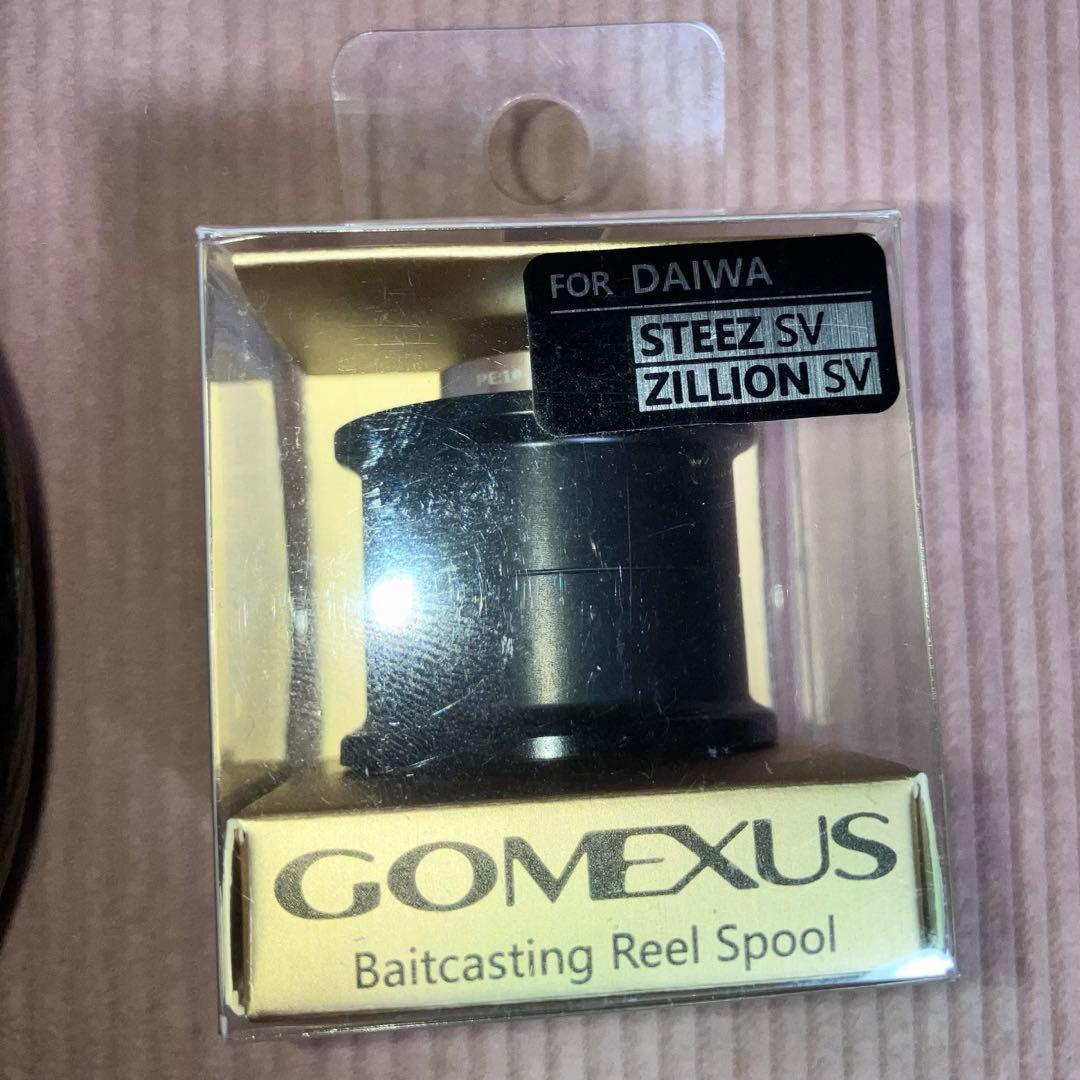 FOR DAIWA
STEEZ SV
ZILLION SV
GOMEXUS
Baitcasting Reel Spool